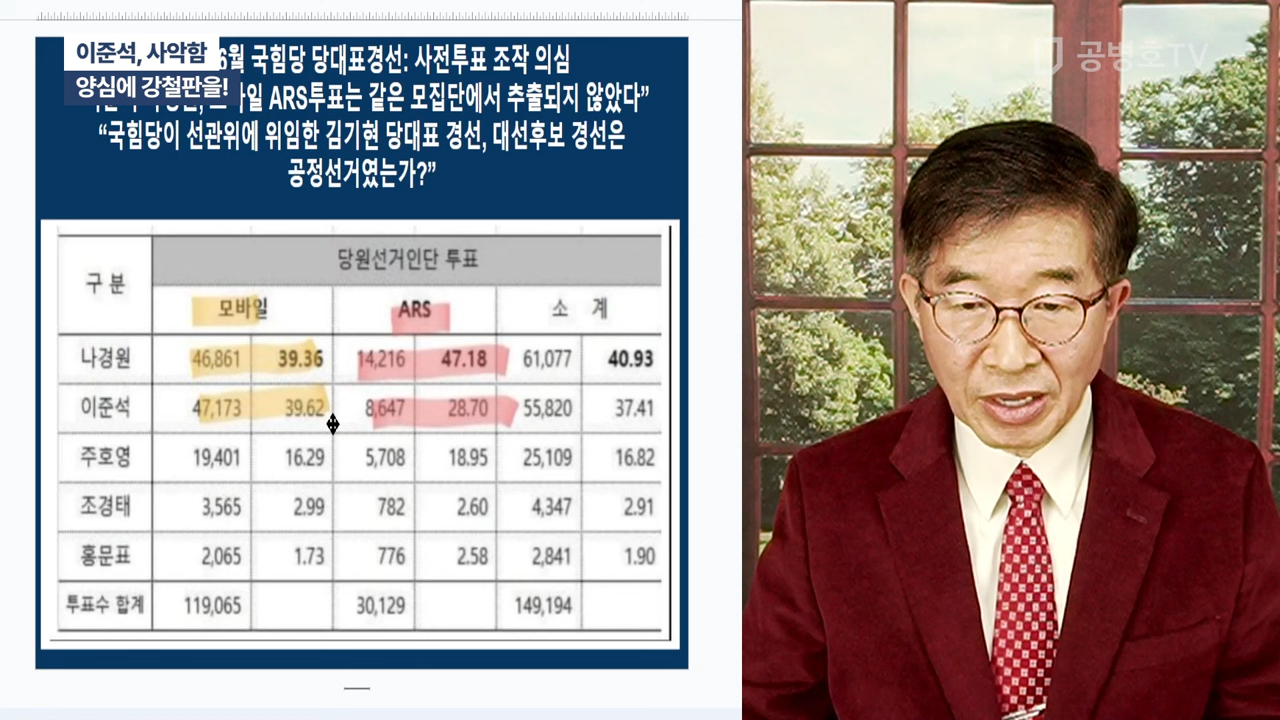 이준석, 사악함
양심에 강철판을!
6월 국힘당 당대표경선: 사전투표 조작 의심
ARS투표는 같은 모집단에서 추출되지 않았다”
“국힘당이 선관위에 위임한 김기현 당대표 경선, 대선후보 경선은
공정선거였는가?”
공병호TV
구 분 당원선거인단 투표
모바일 ARS 소 계
나경원 46,861 39.36 14,216 47.18 61,077 40.93
이준석 47,173 39.62 8,647 28.70 55,820 37.41
주호영 19,401 16.29 5,708 18.95 25,109 16.82
조경태 3,565 2.99 782 2.60 4,347 2.91
홍문표 2,065 1.73 776 2.58 2,841 1.90
투표수 합계 119,065 30,129 149,194